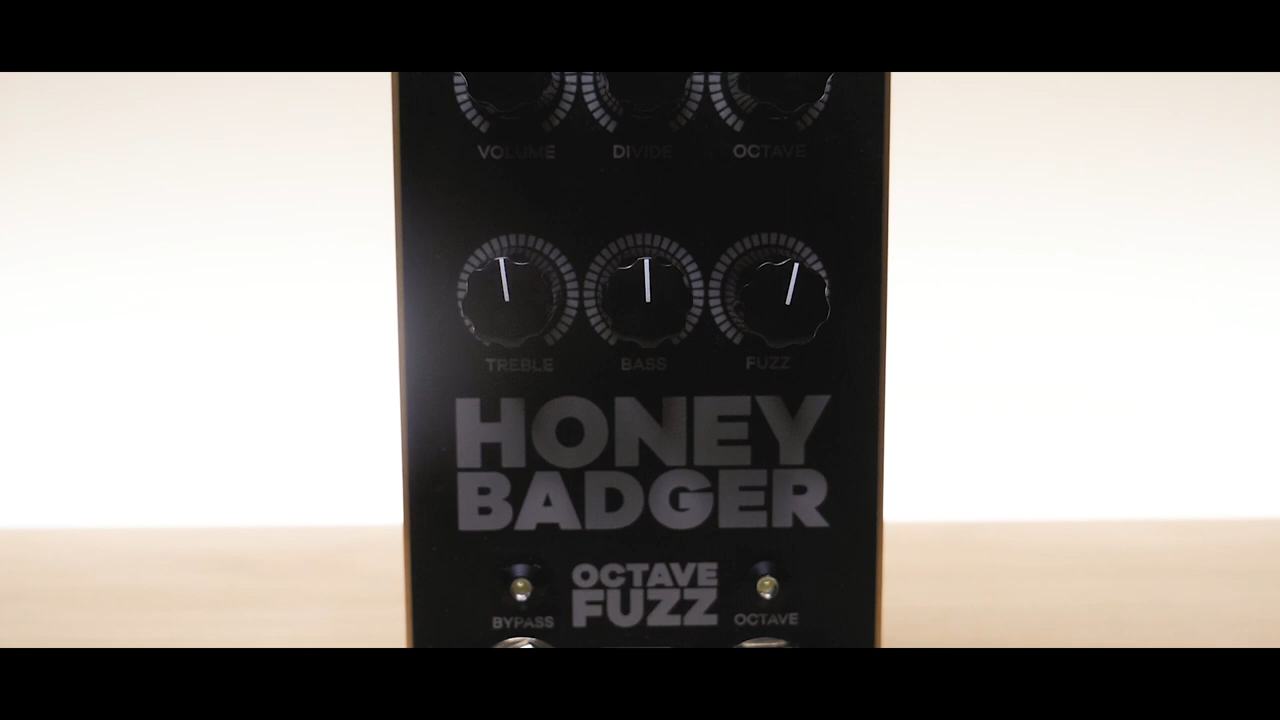 VOLUME DIVIDE OCTAVE
TREBLE BASS FUZZ
HONEY
BADGER
OCTAVE
FUZZ
BYPASS OCTAVE